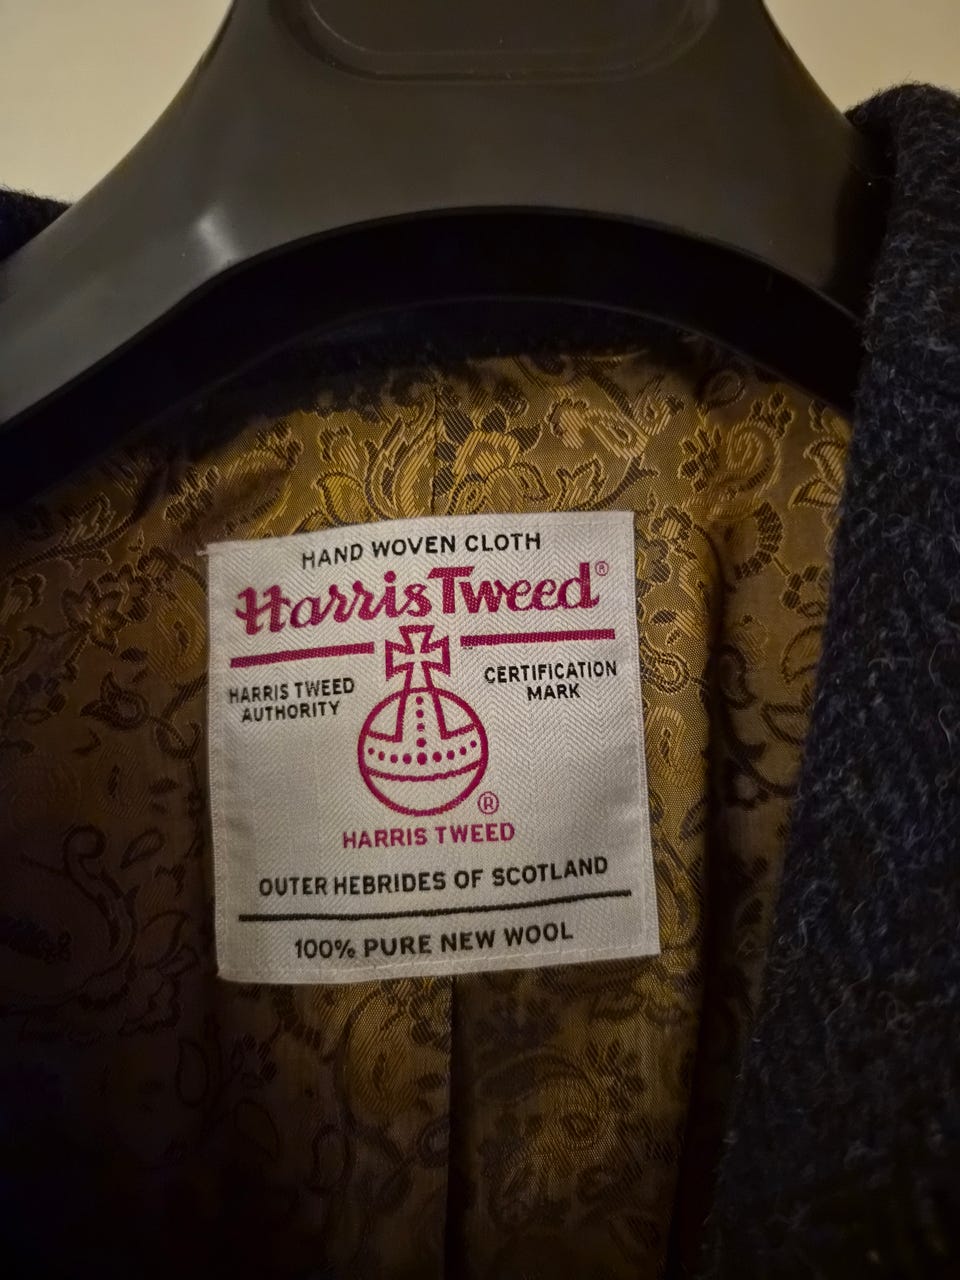 HAND WOVEN CLOTH
Harris Tweed®
HARRIS TWEED
AUTHORITY
CERTIFICATION
MARK
®
HARRIS TWEED
OUTER HEBRIDES OF SCOTLAND
100% PURE NEW WOOL